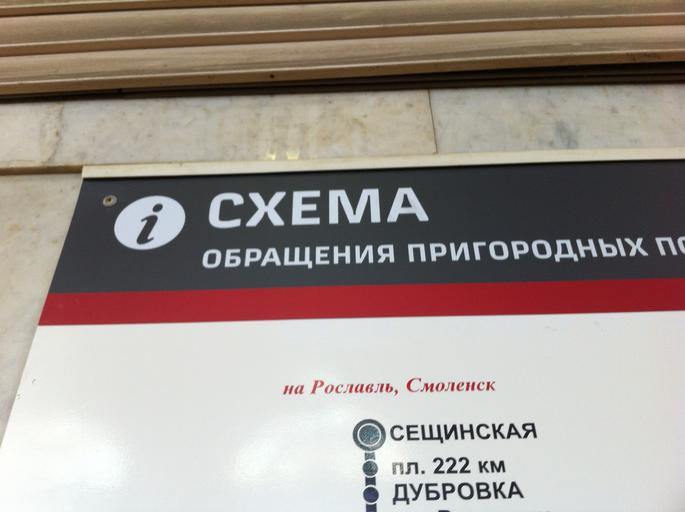 i СХЕМА
ОБРАЩЕНИЯ ПРИГОРОДНЫХ
на Рославль, Смоленск
СЕЩИНСКАЯ
пл. 222 км
ДУБРОВКА